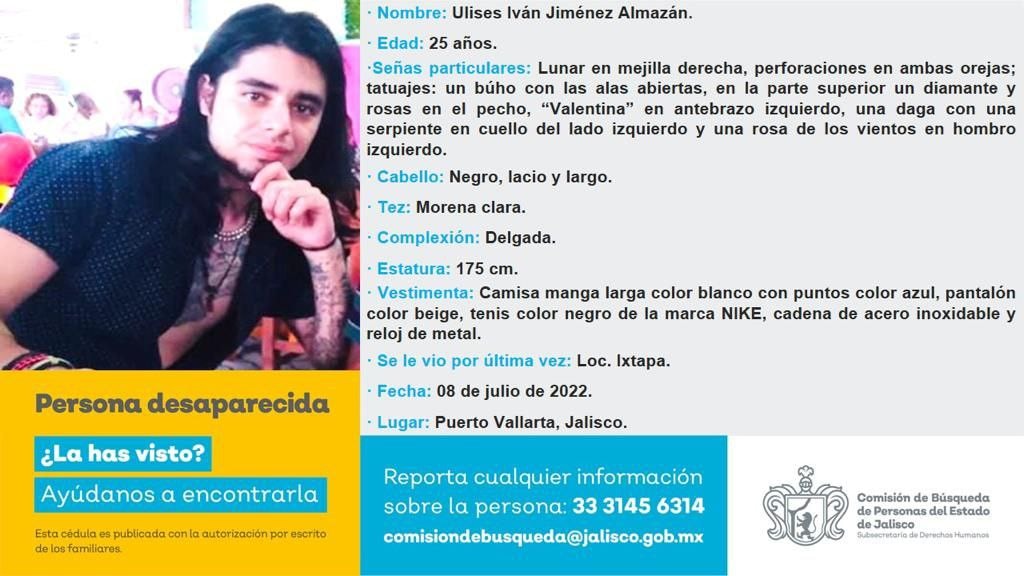 · Nombre: Ulises Iván Jiménez Almazán.
· Edad: 25 años.
·Señas particulares: Lunar en mejilla derecha, perforaciones en ambas orejas;
tatuajes: un búho con las alas abiertas, en la parte superior un diamante y
rosas en el pecho, “Valentina” en antebrazo izquierdo, una daga con una
serpiente en cuello del lado izquierdo y una rosa de los vientos en hombro
izquierdo.
· Cabello: Negro, lacio y largo.
· Tez: Morena clara.
· Complexión: Delgada.
· Estatura: 175 cm.
· Vestimenta: Camisa manga larga color blanco con puntos color azul, pantalón
color beige, tenis color negro de la marca NIKE, cadena de acero inoxidable y
reloj de metal.
· Se le vio por última vez: Loc. Ixtapa.
· Fecha: 08 de julio de 2022.
· Lugar: Puerto Vallarta, Jalisco.
Persona desaparecida
¿La has visto?
Ayúdanos a encontrarla
Esta cédula es publicada con la autorización por escrito
de los familiares.
Reporta cualquier información
sobre la persona: 33 3145 6314
comisiondebusqueda@jalisco.gob.mx
Comisión de Búsqueda
de Personas del Estado
de Jalisco
Subsecretaría de Derechos Humanos